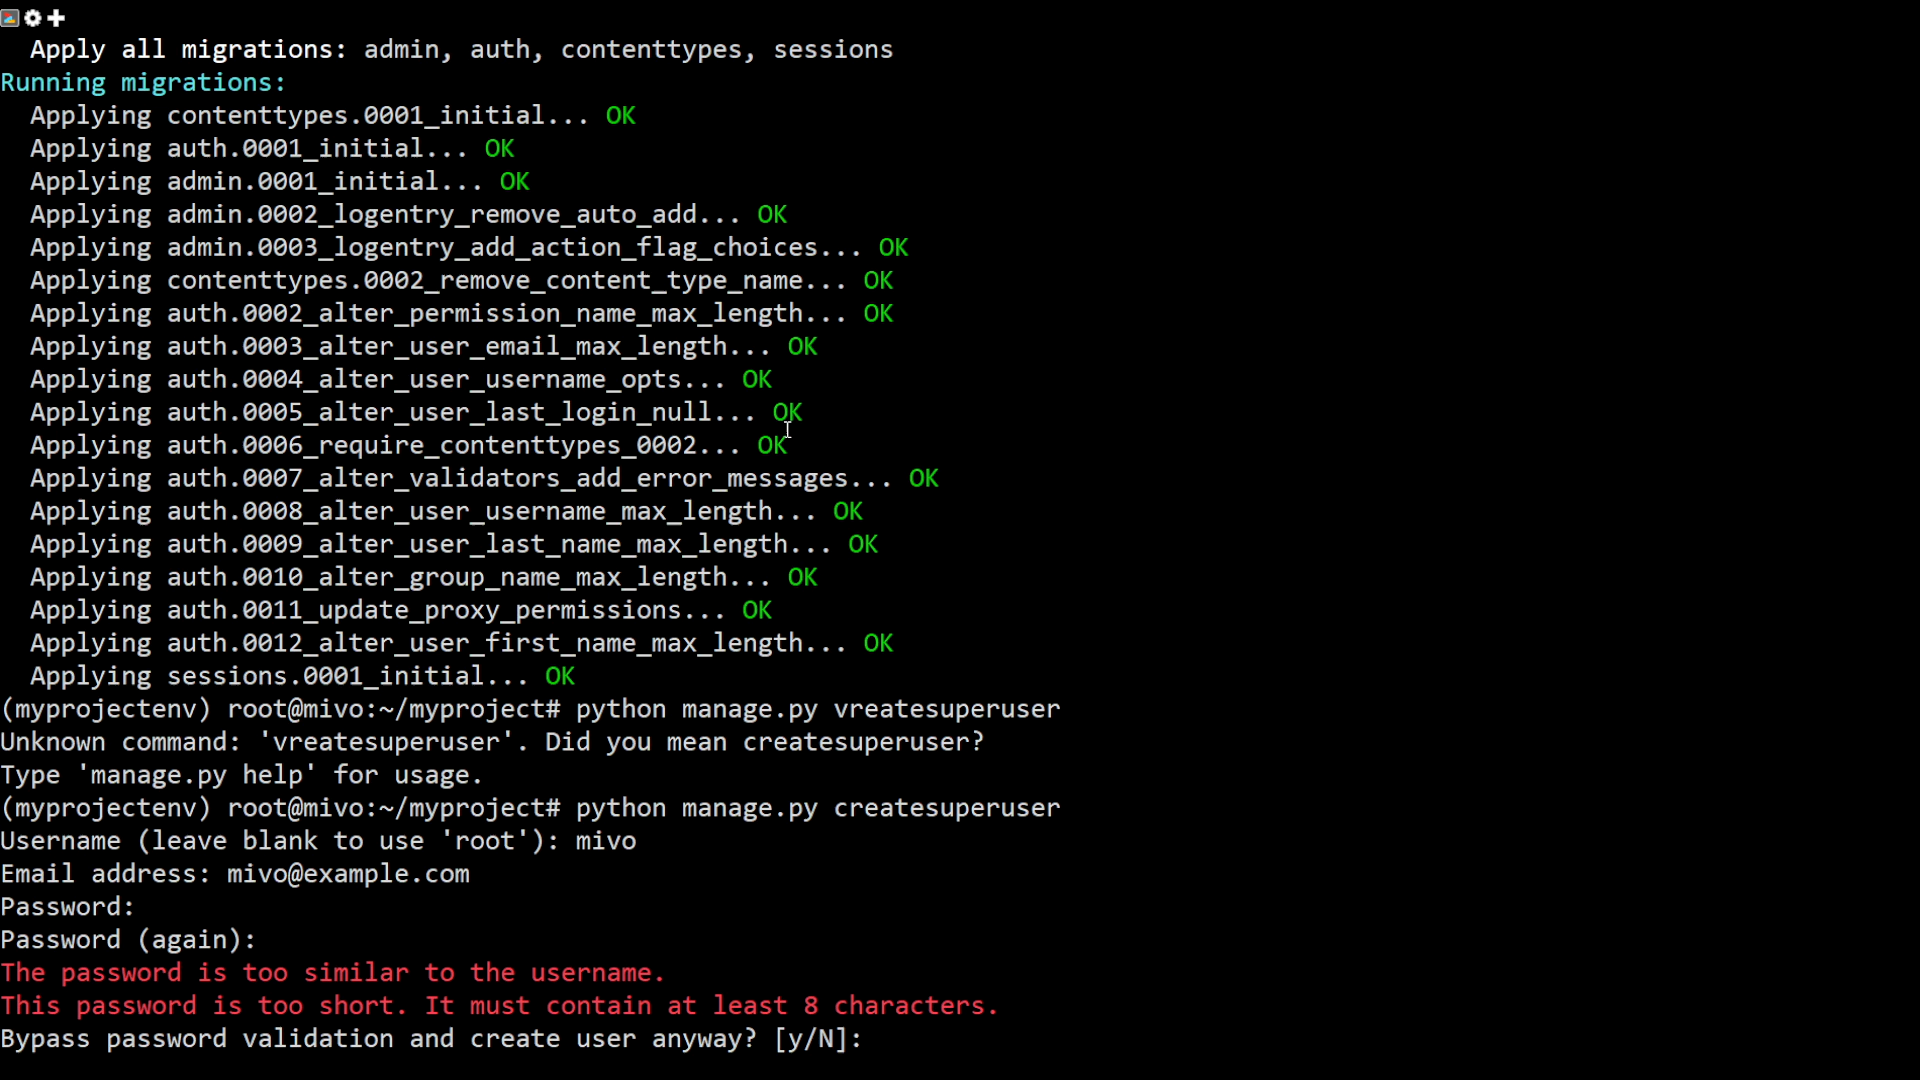 Apply all migrations: admin, auth, contenttypes, sessions
Running migrations:
Applying contenttypes.0001_initial... OK
Applying auth.0001_initial... OK
Applying admin.0001_initial... OK
Applying admin.0002_logentry_remove_auto_add... OK
Applying admin.0003_logentry_add_action_flag_choices... OK
Applying contenttypes.0002_remove_content_type_name... OK
Applying auth.0002_alter_permission_name_max_length... OK
Applying auth.0003_alter_user_email_max_length... OK
Applying auth.0004_alter_user_username_opts... OK
Applying auth.0005_alter_user_last_login_null... OK
Applying auth.0006_require_contenttypes_0002... OK
Applying auth.0007_alter_validators_add_error_messages... OK
Applying auth.0008_alter_user_username_max_length... OK
Applying auth.0009_alter_user_last_name_max_length... OK
Applying auth.0010_alter_group_name_max_length... OK
Applying auth.0011_update_proxy_permissions... OK
Applying auth.0012_alter_user_first_name_max_length... OK
Applying sessions.0001_initial... OK
(myprojectenv) root@mivo:~/myproject# python manage.py vreatesuperuser
Unknown command: 'vreatesuperuser'. Did you mean createsuperuser?
Type 'manage.py help' for usage.
(myprojectenv) root@mivo:~/myproject# python manage.py createsuperuser
Username (leave blank to use 'root'): mivo
Email address: mivo@example.com
Password:
Password (again):
The password is too similar to the username.
This password is too short. It must contain at least 8 characters.
Bypass password validation and create user anyway? [y/N]: